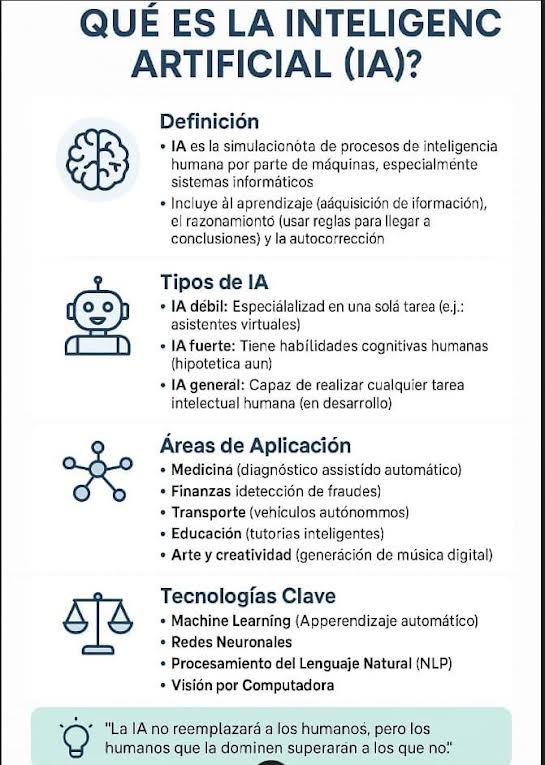 QUÉ ES LA INTELIGENC
ARTIFICIAL (IA)?
Definición
• IA es la simulacionóta de procesos de inteligencia
humana por parte de máquinas, especialménte
sistemas informáticos
• Incluye àl aprendizaje (aáquisición de iformación),
el razonamiontó (usar reglas para llegar a
conclusiones) y la autocorrección
Tipos de IA
• IA débil: Especiálalizad en una solá tarea (e.j.:
asistentes virtuales)
• IA fuerte: Tiene habílidades cognitivas humanas
(hipotetica aun)
• IA general: Capaz de realizar cualquier tarea
intelectual humana (en desarrollo)
Áreas de Aplicación
• Medicina (diagnóstico assistído automático)
• Finanzas idetección de fraudes)
• Transporte (vehículos autónommos)
• Educación (tutorias inteligentes)
• Arte y creatividad (generáción de música digital)
Tecnologías Clave
• Machine Learning (Apperendizaje automático)
• Redes Neuronales
• Procesamiento del Lenguaje Natural (NLP)
• Visión por Computadora
"La IA no reemplazará a los humanos, pero los
humanos que la dominen superarán a los que no."